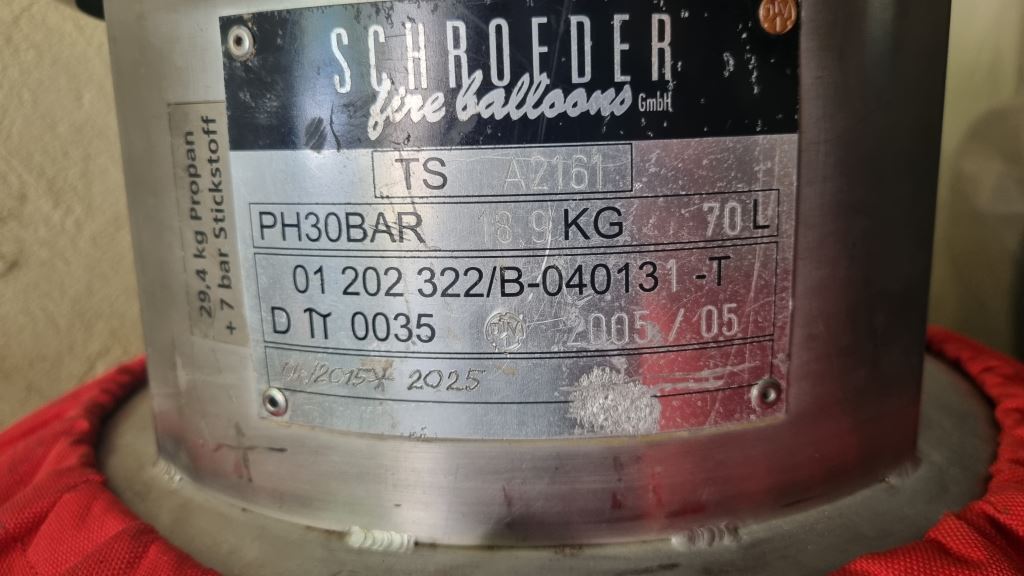 SCHROEDER
fire balloons GmbH
TS A2161
PH30BAR 18.9 KG 70 L
01 202 322/B-040131 -T
D π 0035 TÜV 2005 / 05
2025
29,4 kg Propan
+ 7 bar Stickstoff